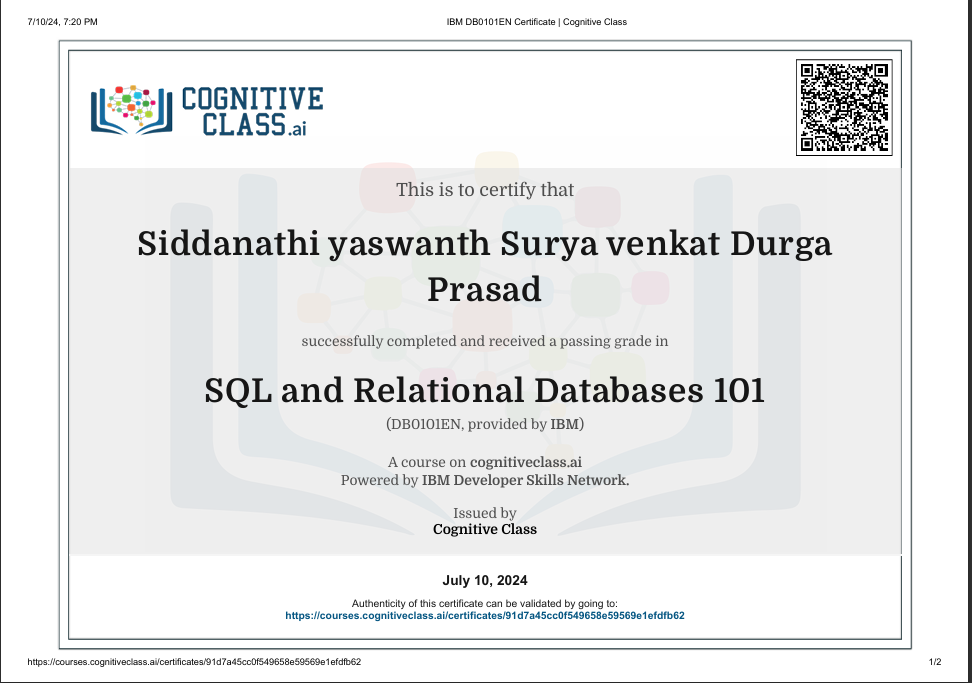 7/10/24, 7:20 PM
IBM DB0101EN Certificate | Cognitive Class
COGNITIVE
CLASS.ai
This is to certify that
Siddanathi yaswanth Surya venkat Durga
Prasad
successfully completed and received a passing grade in
SQL and Relational Databases 101
(DB0101EN, provided by IBM)
A course on cognitiveclass.ai
Powered by IBM Developer Skills Network.
Issued by
Cognitive Class
July 10, 2024
Authenticity of this certificate can be validated by going to:
https://courses.cognitiveclass.ai/certificates/91d7a45cc0f549658e59569e1efdfb62
https://courses.cognitiveclass.ai/certificates/91d7a45cc0f549658e59569e1efdfb62
1/2